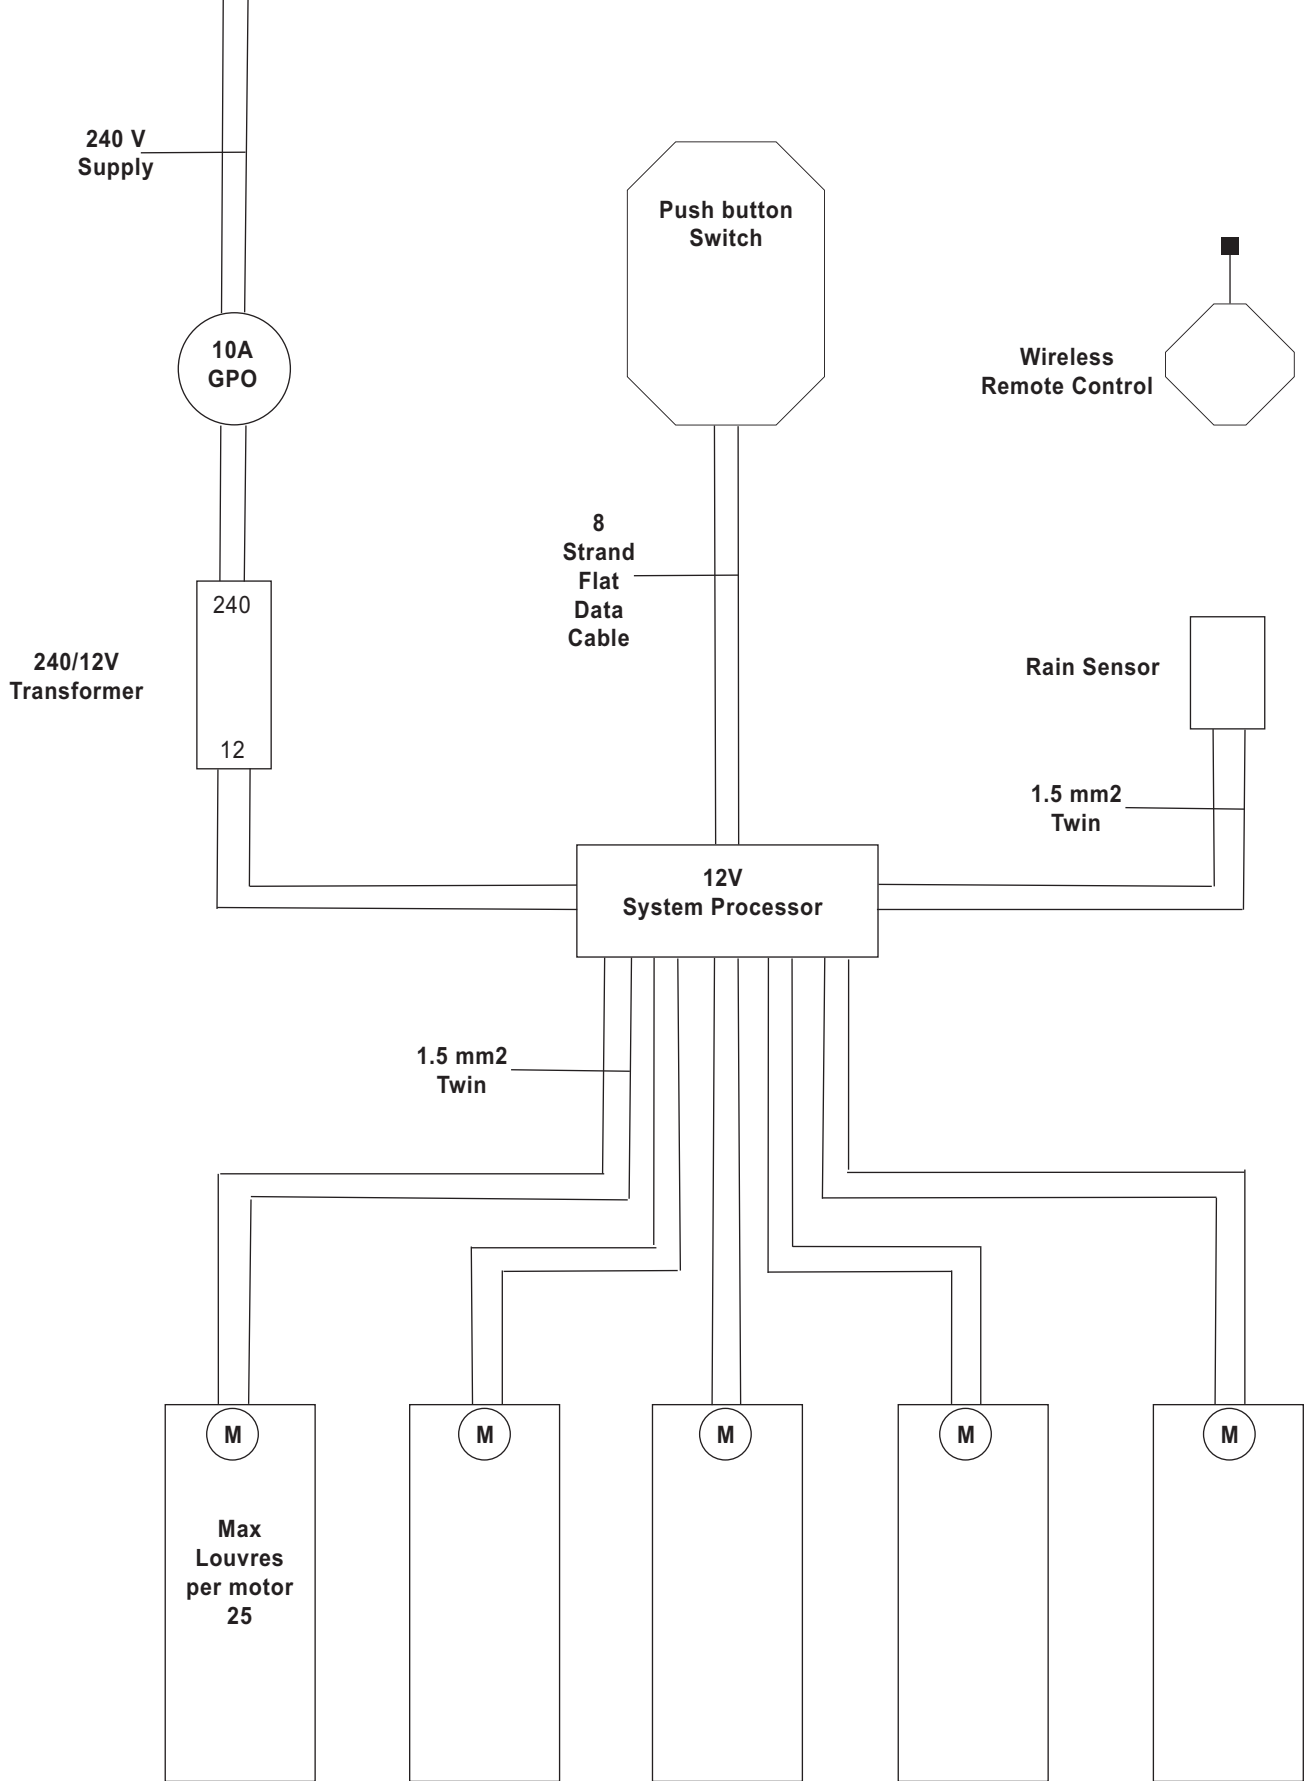 240 V
Supply
Push button
Switch
10A
GPO
Wireless
Remote Control
8
Strand
Flat
Data
Cable
240
240/12V
Transformer
12
Rain Sensor
1.5 mm2
Twin
12V
System Processor
1.5 mm2
Twin
M
M
M
M
M
Max
Louvres
per motor
25